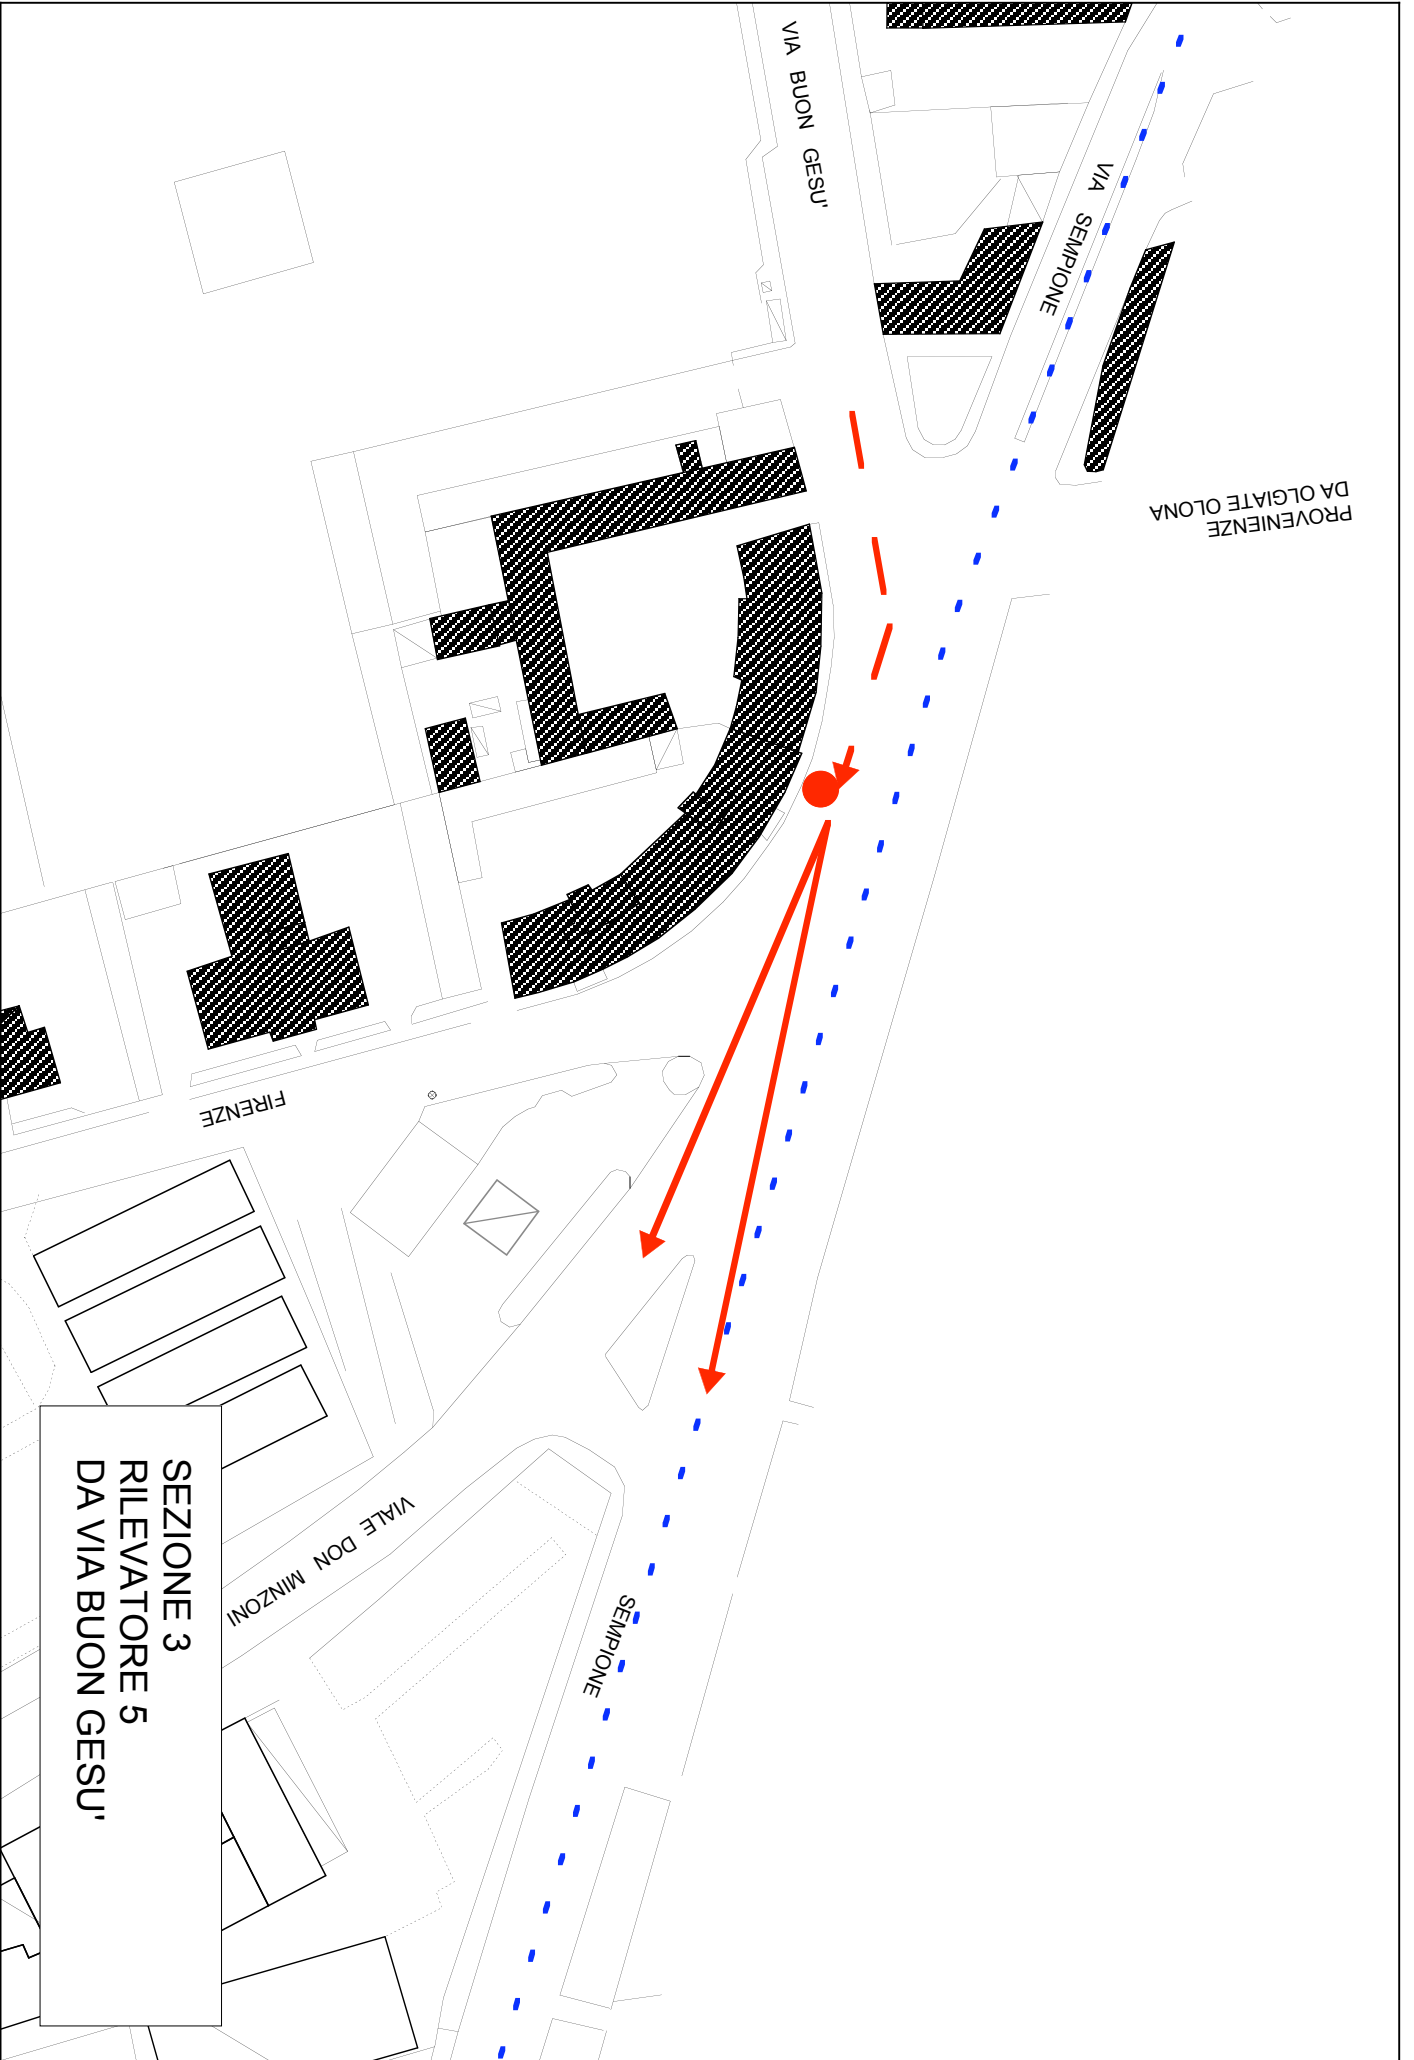 VIA BUON GESU'
VIA SEMPIONE
PROVENIENZE
DA OLGIATE OLONA
FIRENZE
VIALE DON MINZONI
SEMPIONE
SEZIONE 3
RILEVATORE 5
DA VIA BUON GESU'